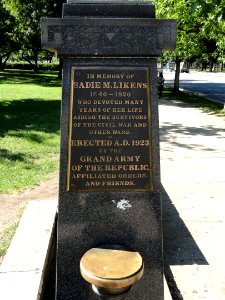 IN MEMORY OF
SADIE M. LIKENS
1840-1920
WHO DEVOTED MANY
YEARS OF HER LIFE
AIDING THE SURVIVORS
OF THE CIVIL WAR AND
OTHER WARS.
ERECTED A.D. 1923
BY THE
GRAND ARMY
OF THE REPUBLIC,
AFFILIATED ORDERS,
AND FRIENDS.